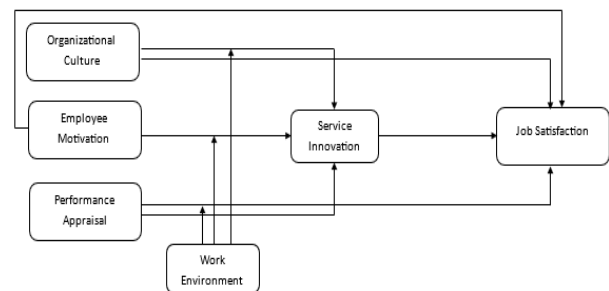 Organizational
Culture
Employee
Motivation
Service
Innovation
Job Satisfaction
Performance
Appraisal
Work
Environment